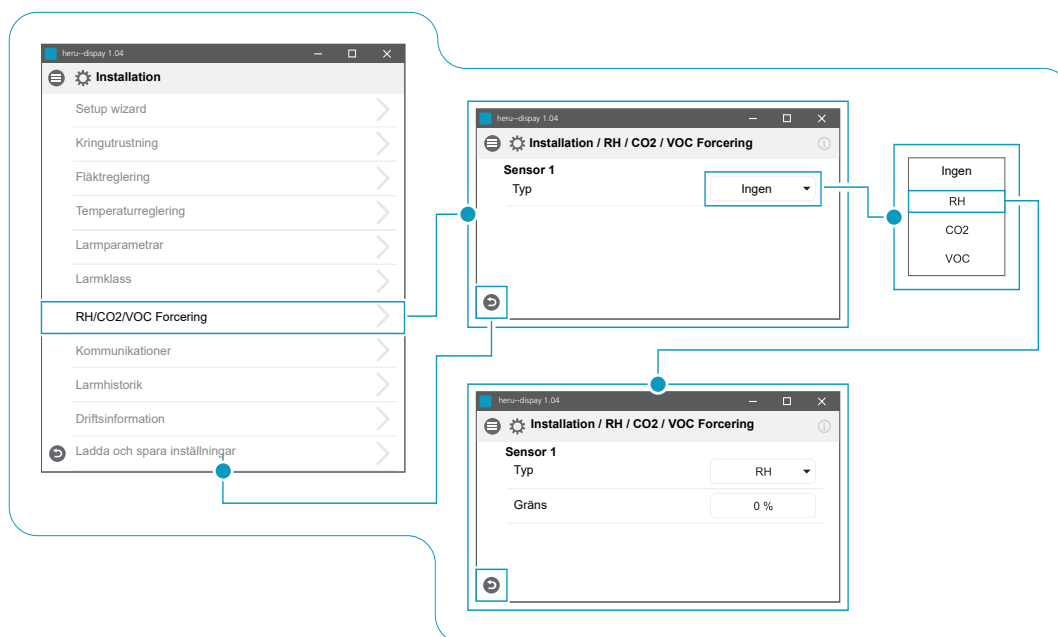 heru--dispay 1.04
Installation
Setup wizard
Kringutrustning
Fläktreglering
Temperaturreglering
Larmparametrar
Larmklass
RH/CO2/VOC Forcering
Kommunikationer
Larmhistorik
Driftsinformation
Ladda och spara inställningar
heru--dispay 1.04
Installation / RH / CO2 / VOC Forcering
Sensor 1
Typ Ingen
Ingen
RH
CO2
VOC
heru--dispay 1.04
Installation / RH / CO2 / VOC Forcering
Sensor 1
Typ RH
Gräns 0 %